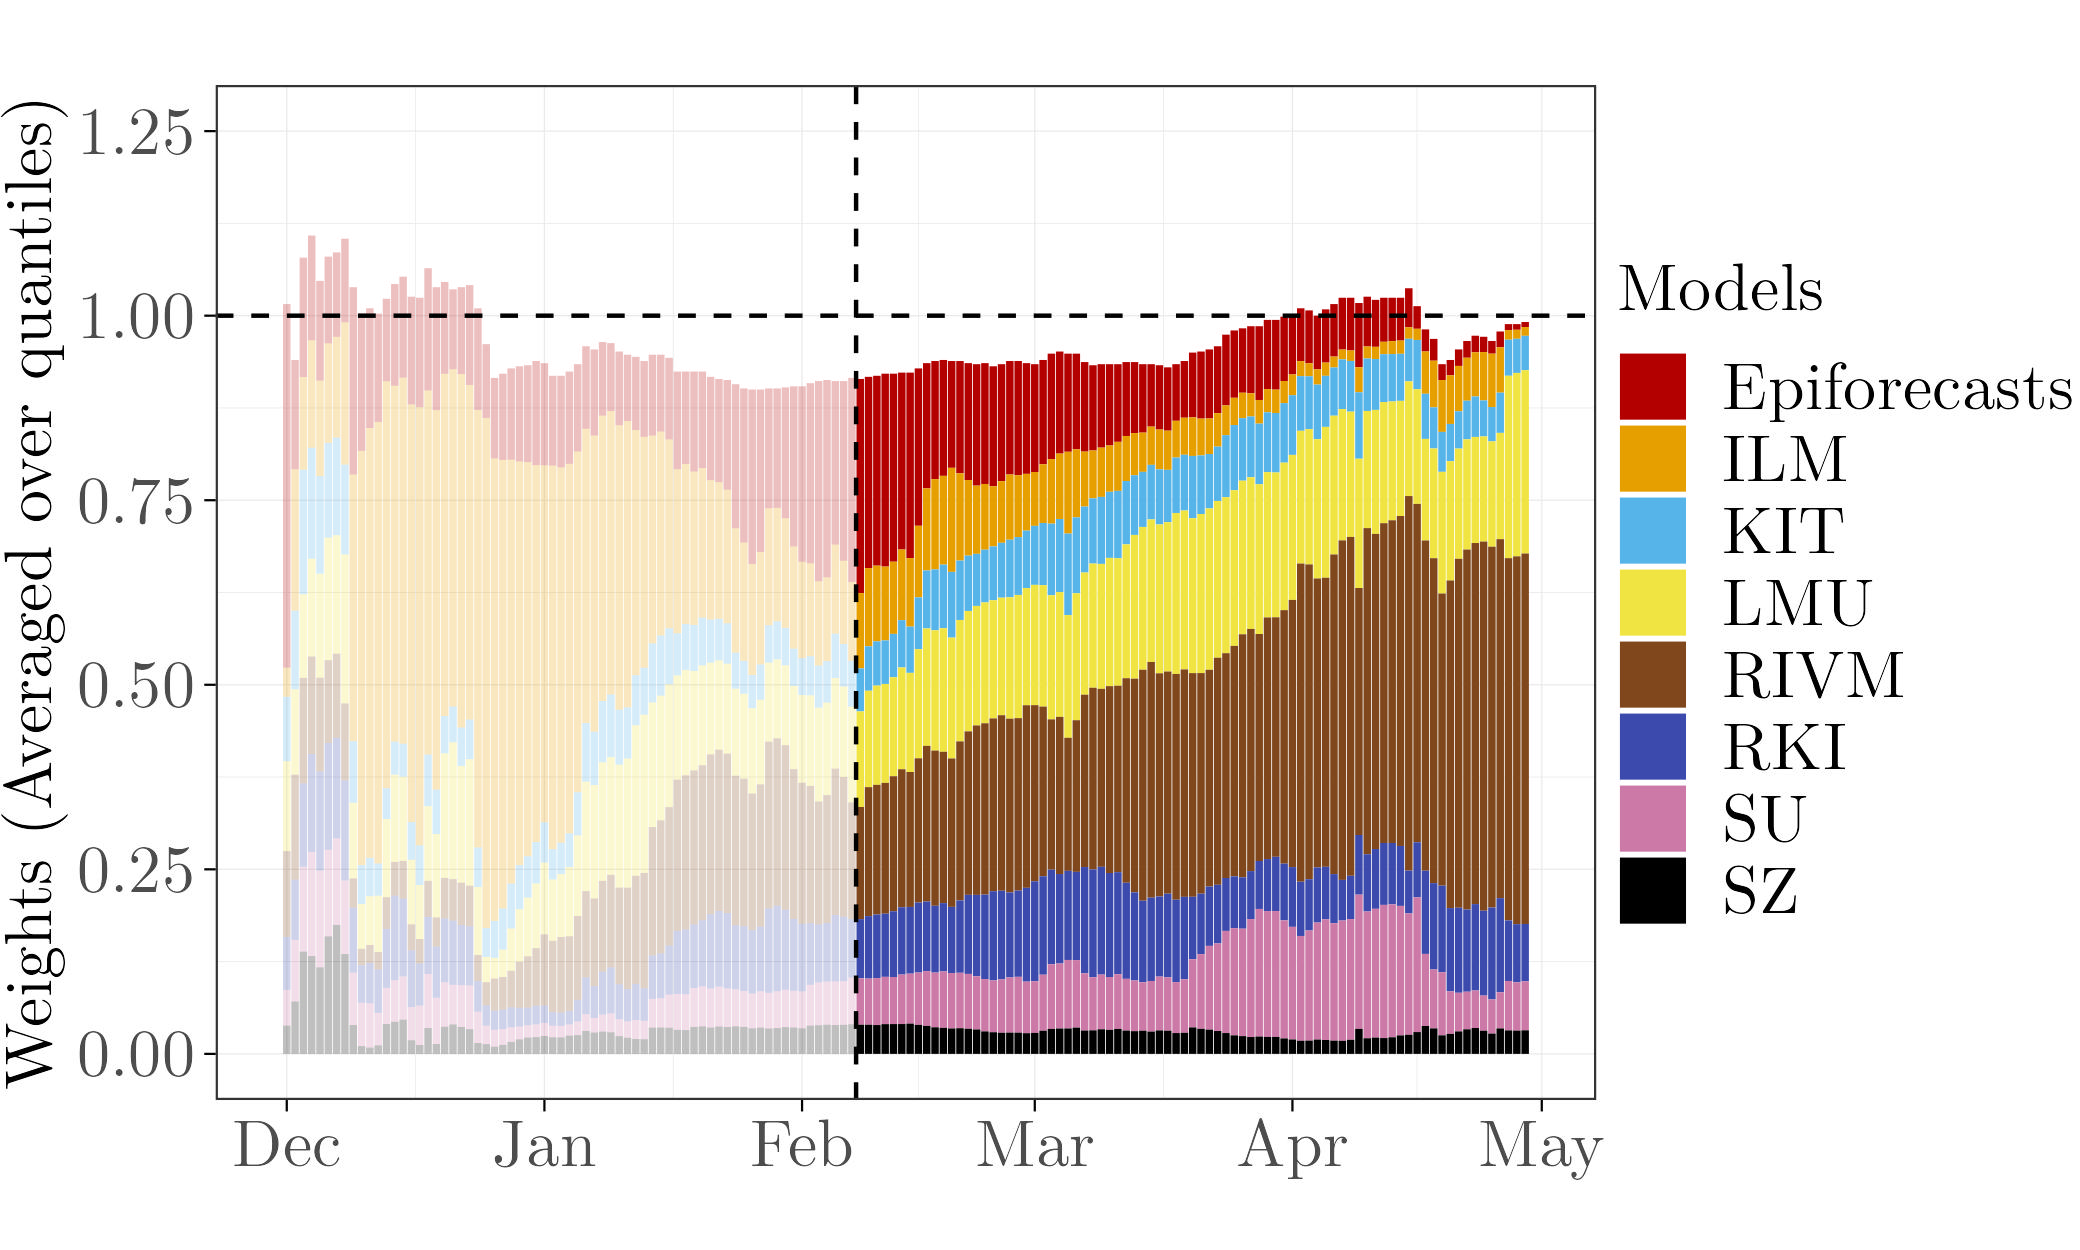 Weights (Averaged over quantiles)
1.25
1.00
0.75
0.50
0.25
0.00
Dec
Jan
Feb
Mar
Apr
May
Models
Epiforecasts
ILM
KIT
LMU
RIVM
RKI
SU
SZ